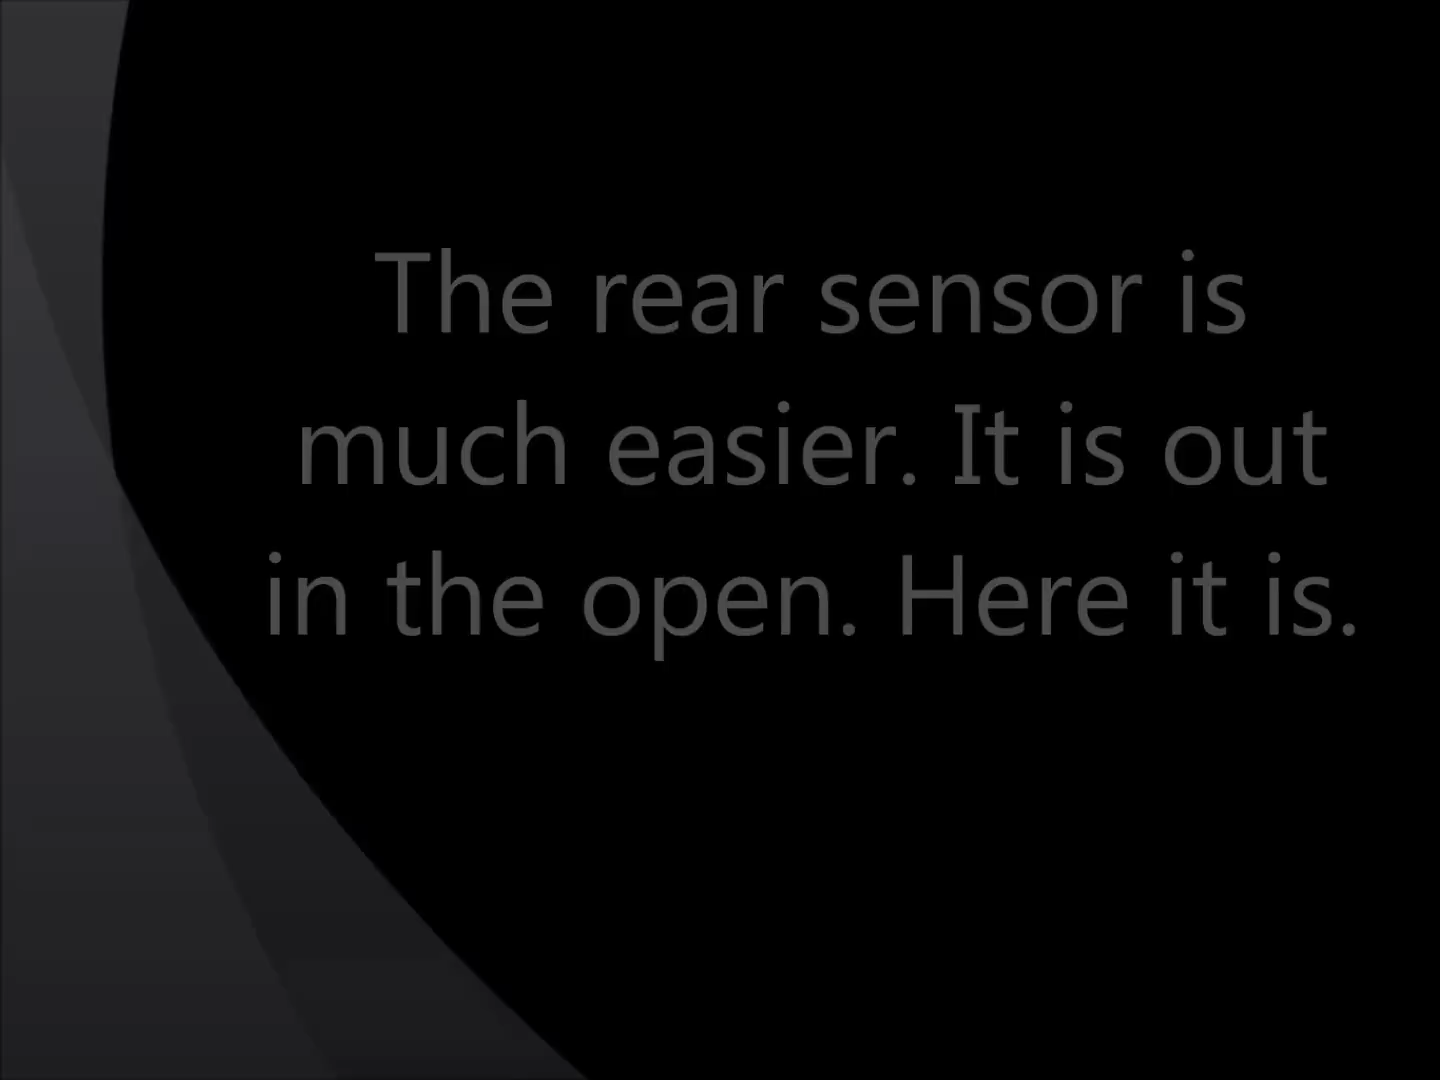 The rear sensor is
much easier. It is out
in the open. Here it is.